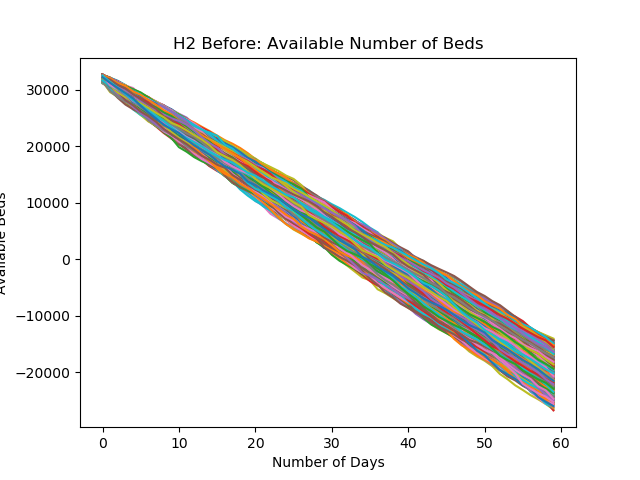 H2 Before: Available Number of Beds
Available Beds
30000
20000
10000
0
−10000
−20000
0 10 20 30 40 50 60
Number of Days